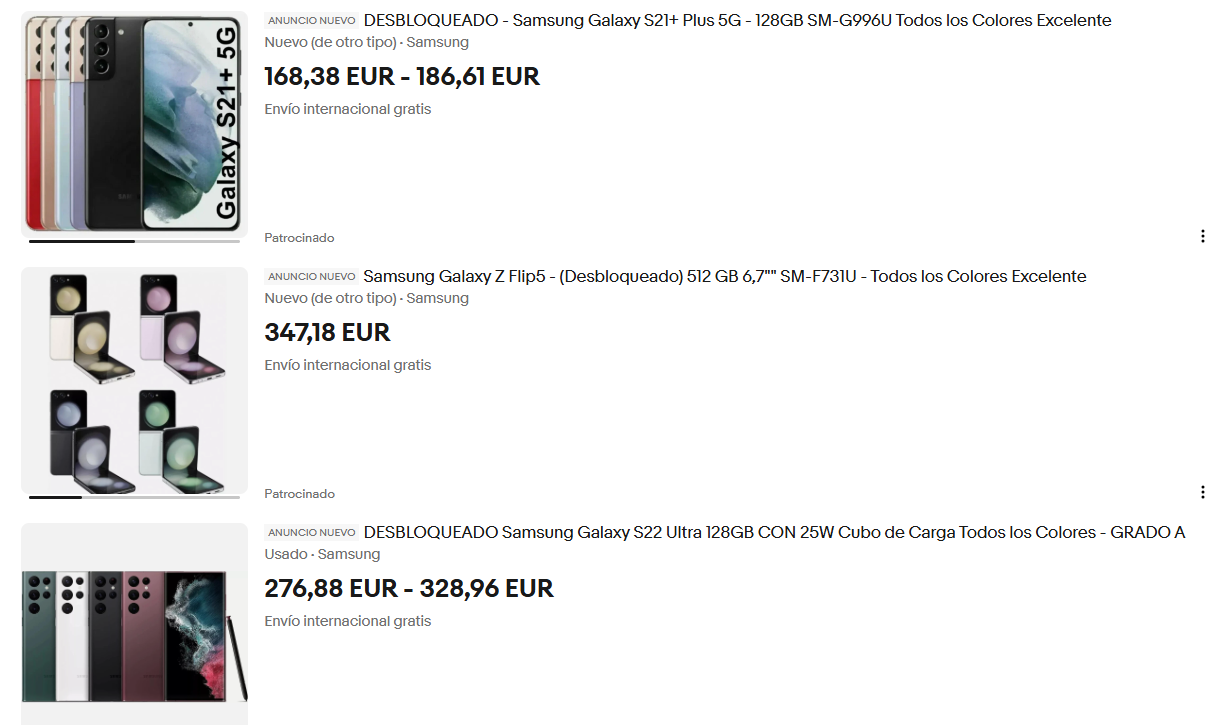 Galaxy S21+ 5G
ANUNCIO NUEVO DESBLOQUEADO - Samsung Galaxy S21+ Plus 5G - 128GB SM-G996U Todos los Colores Excelente
Nuevo (de otro tipo) · Samsung
168,38 EUR - 186,61 EUR
Envío internacional gratis
Patrocinado
ANUNCIO NUEVO Samsung Galaxy Z Flip5 - (Desbloqueado) 512 GB 6,7"" SM-F731U - Todos los Colores Excelente
Nuevo (de otro tipo) · Samsung
347,18 EUR
Envío internacional gratis
Patrocinado
ANUNCIO NUEVO DESBLOQUEADO Samsung Galaxy S22 Ultra 128GB CON 25W Cubo de Carga Todos los Colores - GRADO A
Usado · Samsung
276,88 EUR - 328,96 EUR
Envío internacional gratis